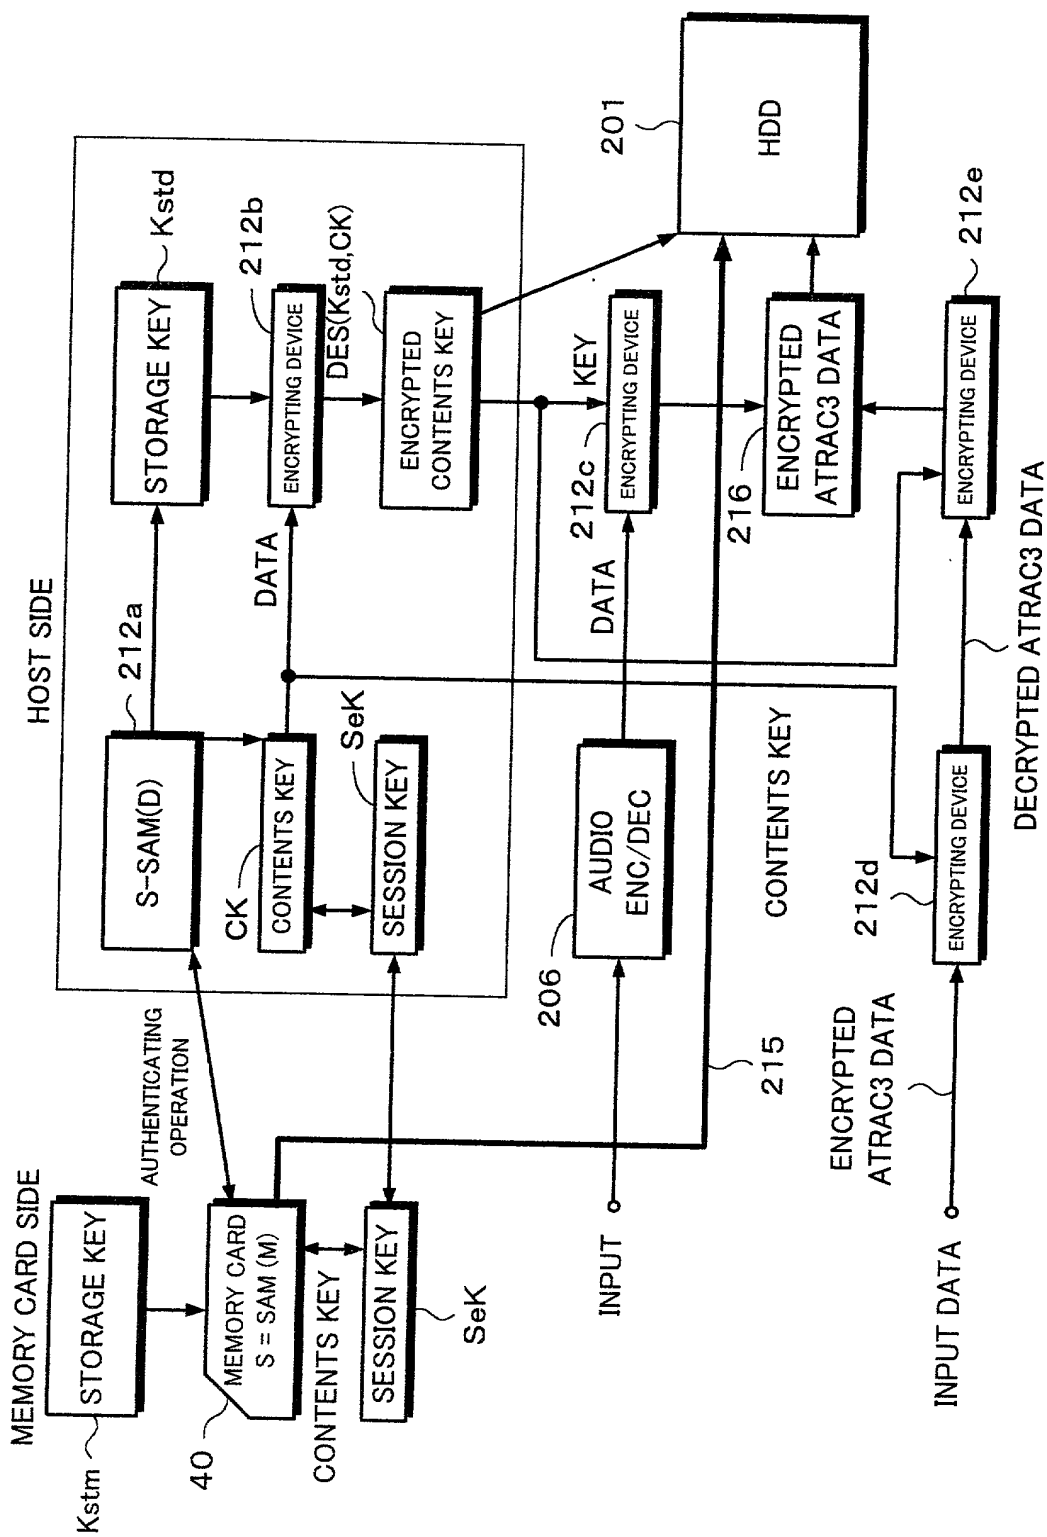 MEMORY CARD SIDE
Kstm
STORAGE KEY
40
MEMORY CARD
S = SAM (M)
CONTENTS KEY
SESSION KEY
SeK
AUTHENTICATING
OPERATION
HOST SIDE
S-SAM(D)
212a
STORAGE KEY
Kstd
CK
CONTENTS KEY
DATA
ENCRYPTING DEVICE
212b
DES(Kstd,CK)
SESSION KEY
SeK
ENCRYPTED
CONTENTS KEY
INPUT
206
AUDIO
ENC/DEC
DATA
212c
KEY
ENCRYPTING DEVICE
201
HDD
215
216
ENCRYPTED
ATRAC3 DATA
CONTENTS KEY
INPUT DATA
ENCRYPTED
ATRAC3 DATA
212d
ENCRYPTING DEVICE
DECRYPTED ATRAC3 DATA
ENCRYPTING DEVICE
212e